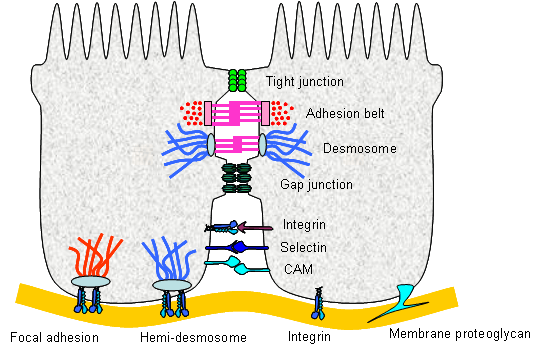 Tight junction
Adhesion belt
Desmosome
Gap junction
Integrin
Selectin
CAM
Focal adhesion
Hemi-desmosome
Integrin
Membrane proteoglycan